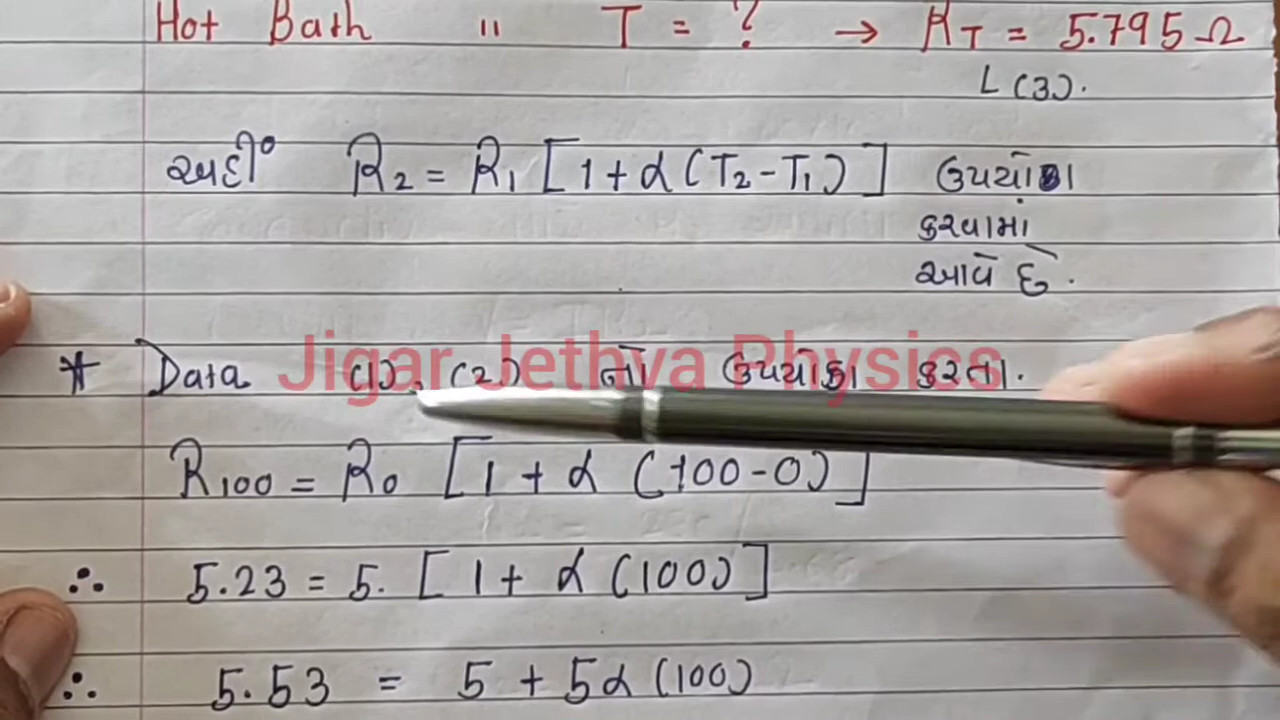 Hot Bath " T = ? → R_T = 5.795 Ω
L (3).
અહીં R₂ = R₁ [1 + α (T₂ - T₁)] ઉપયોગ
કરવામાં
આવે છે.
* Data (1), (2) નો ઉપયોગ કરતા.
Jigar Jethva Physics
R₁₀₀ = R₀ [1 + α (100 - 0)]
∴ 5.23 = 5. [1 + α (100)]
∴ 5.53 = 5 + 5α (100)